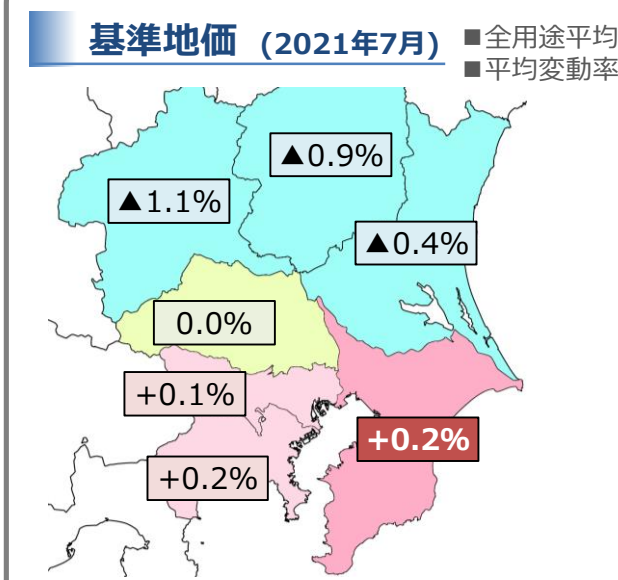 基準地価 (2021年7月)
■全用途平均
■平均変動率
▲0.9%
▲1.1%
▲0.4%
0.0%
+0.1%
+0.2%
+0.2%